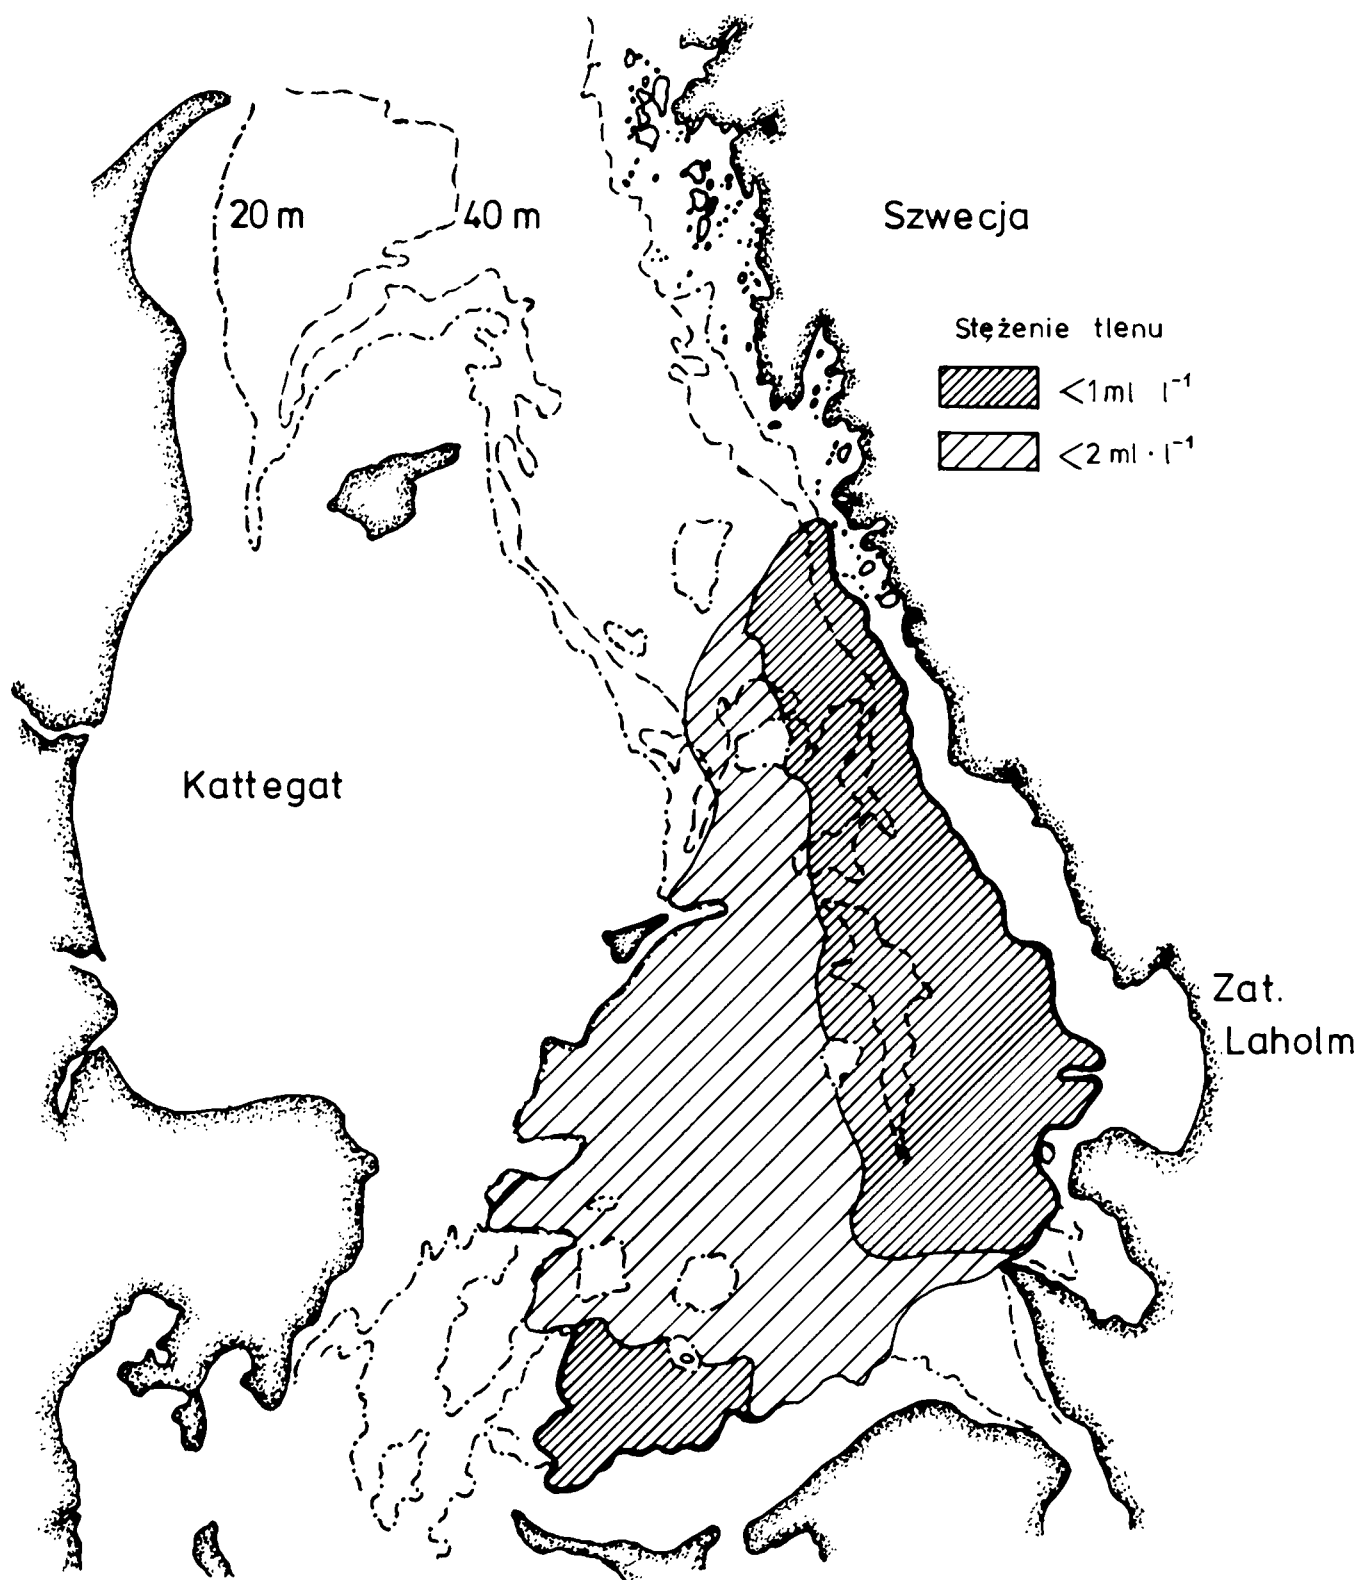 20 m
40 m
Szwecja
Stężenie tlenu
<1 ml l⁻¹
<2 ml · l⁻¹
Kattegat
Zat.
Laholm